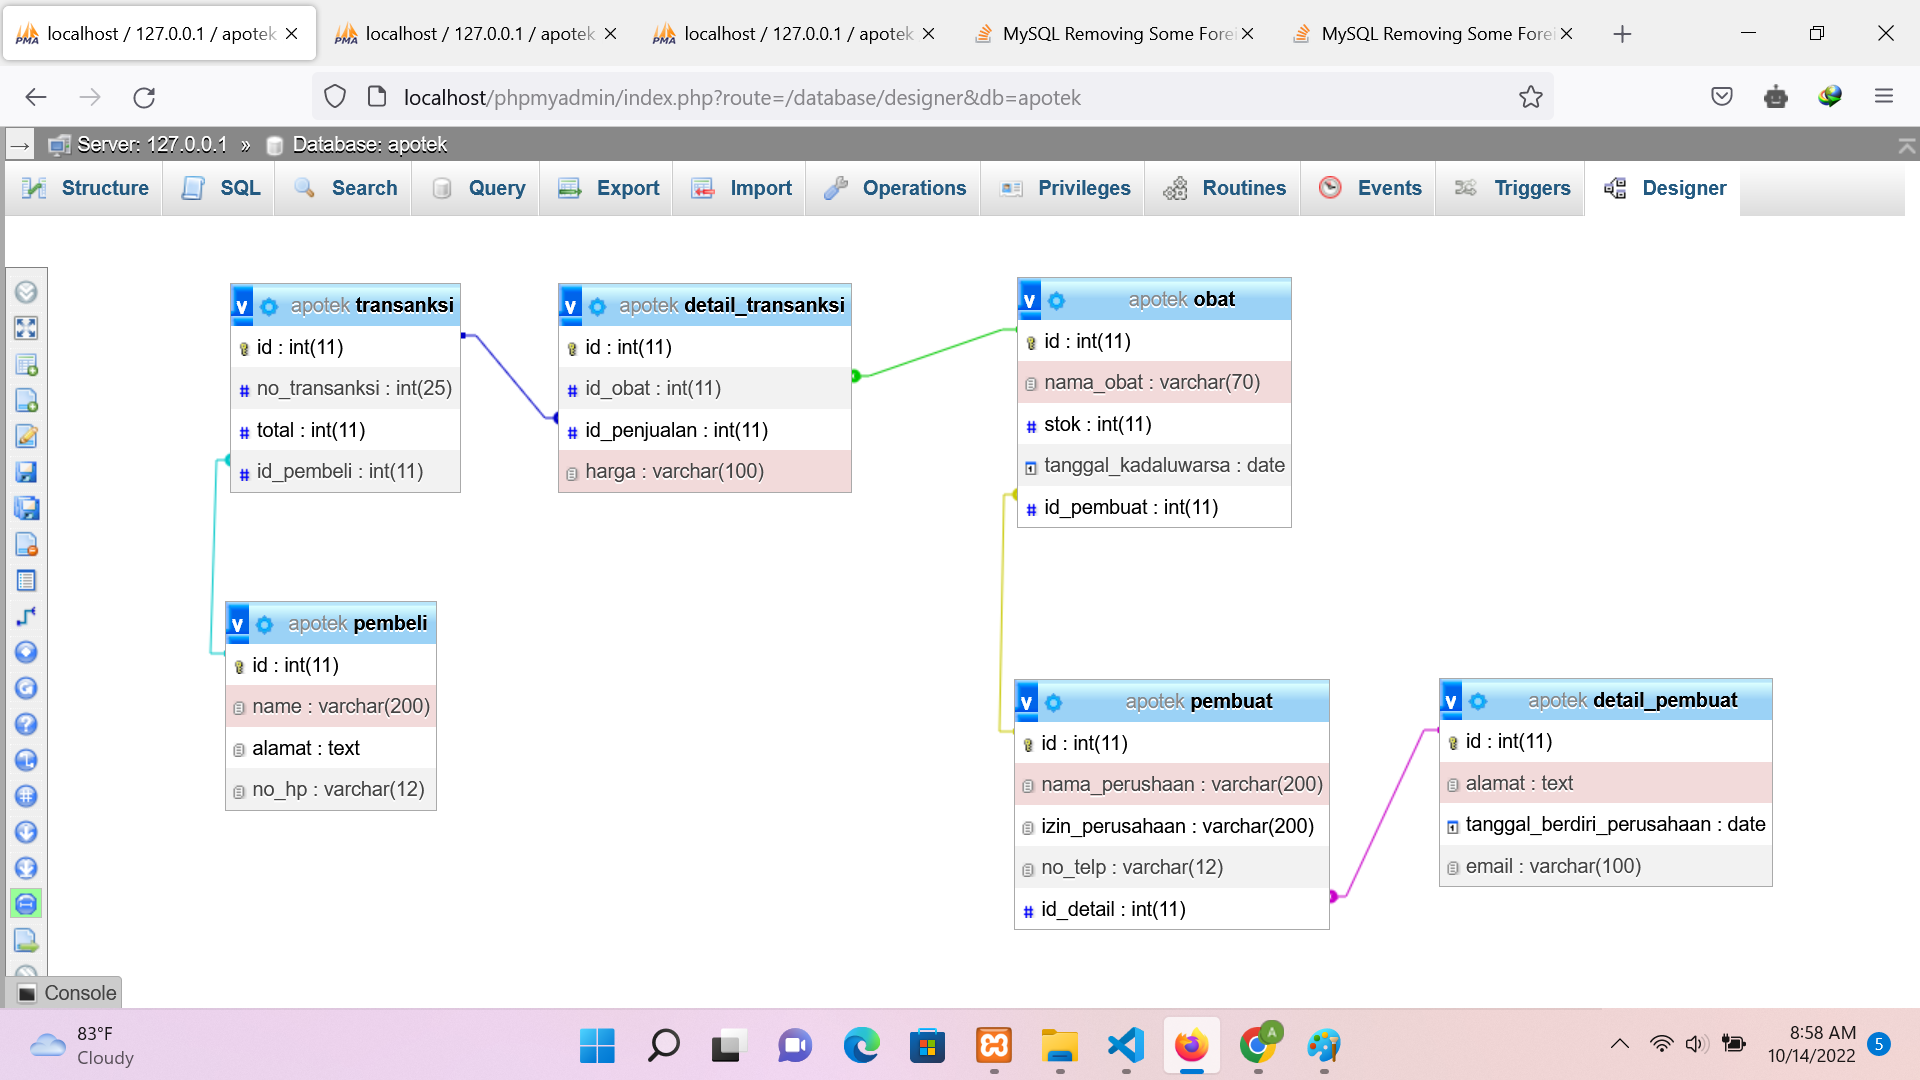 localhost / 127.0.0.1 / apotek
localhost / 127.0.0.1 / apotek
localhost / 127.0.0.1 / apotek
MySQL Removing Some Forei
MySQL Removing Some Forei
localhost/phpmyadmin/index.php?route=/database/designer&db=apotek
Server: 127.0.0.1 » Database: apotek
Structure SQL Search Query Export Import Operations Privileges Routines Events Triggers Designer
v apotek transanksi
id : int(11)
no_transanksi : int(25)
total : int(11)
id_pembeli : int(11)
v apotek detail_transanksi
id : int(11)
id_obat : int(11)
id_penjualan : int(11)
harga : varchar(100)
v apotek obat
id : int(11)
nama_obat : varchar(70)
stok : int(11)
tanggal_kadaluwarsa : date
id_pembuat : int(11)
v apotek pembeli
id : int(11)
name : varchar(200)
alamat : text
no_hp : varchar(12)
v apotek pembuat
id : int(11)
nama_perushaan : varchar(200)
izin_perusahaan : varchar(200)
no_telp : varchar(12)
id_detail : int(11)
v apotek detail_pembuat
id : int(11)
alamat : text
tanggal_berdiri_perusahaan : date
email : varchar(100)
Console
83°F
Cloudy
A
8:58 AM
10/14/2022
5